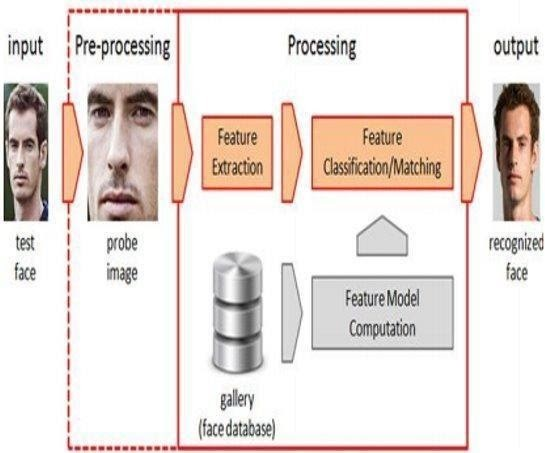 input
Pre-processing
Processing
output
Feature
Extraction
Feature
Classification/Matching
test
face
probe
image
recognized
face
Feature Model
Computation
gallery
(face database)